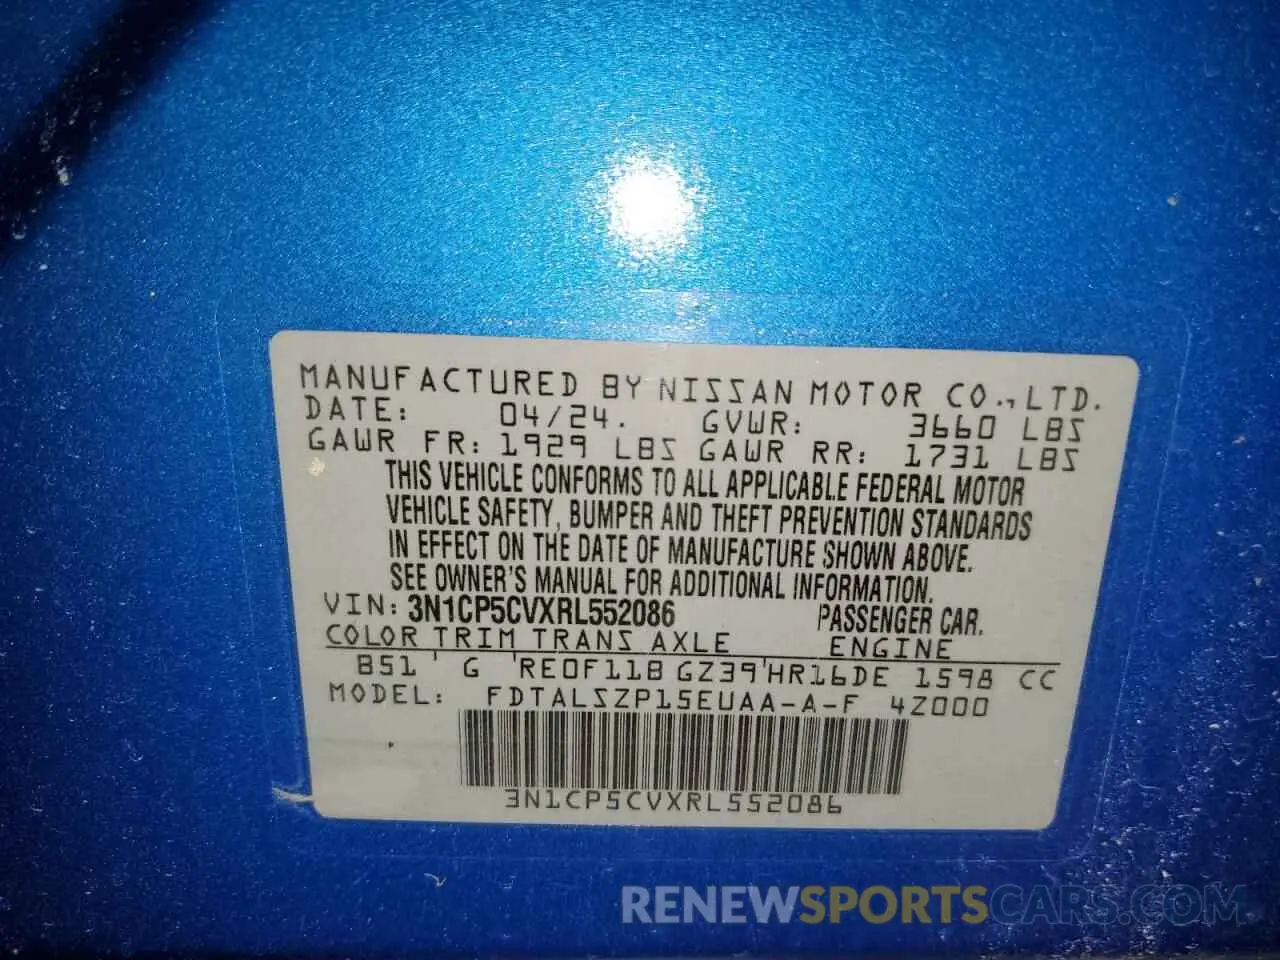 MANUFACTURED BY NISSAN MOTOR CO., LTD.
DATE: 04/24. GVWR: 3660 LBS
GAWR FR: 1929 LBS GAWR RR: 1731 LBS
THIS VEHICLE CONFORMS TO ALL APPLICABLE FEDERAL MOTOR
VEHICLE SAFETY, BUMPER AND THEFT PREVENTION STANDARDS
IN EFFECT ON THE DATE OF MANUFACTURE SHOWN ABOVE.
SEE OWNER'S MANUAL FOR ADDITIONAL INFORMATION.
VIN: 3N1CP5CVXRL552086 PASSENGER CAR.
COLOR TRIM TRANS AXLE ENGINE
B51 ' G 'RE0F11B GZ39'HR16DE 1598 CC
MODEL: FDTALSZP15EUAA-A-F 4Z000
3N1CP5CVXRL552086
RENEWSPORTSCARS.COM